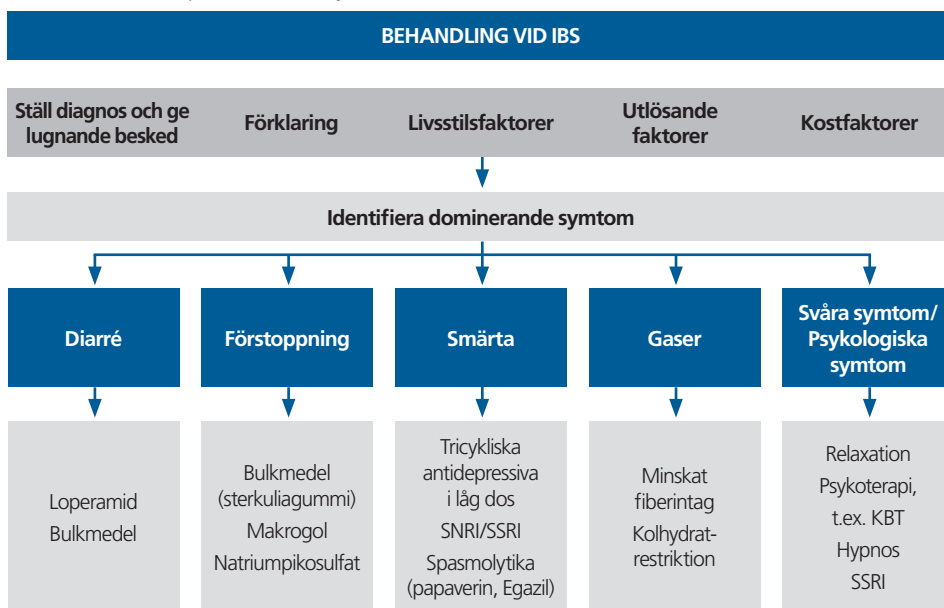 BEHANDLING VID IBS
Ställ diagnos och ge
lugnande besked
Förklaring
Livsstilsfaktorer
Utlösande
faktorer
Kostfaktorer
Identifiera dominerande symtom
Diarré
Förstoppning
Smärta
Gaser
Svåra symtom/
Psykologiska
symtom
Loperamid
Bulkmedel
Bulkmedel
(sterkuliagummi)
Makrogol
Natriumpikosulfat
Tricykliska
antidepressiva
i låg dos
SNRI/SSRI
Spasmolytika
(papaverin, Egazil)
Minskat
fiberintag
Kolhydrat-
restriktion
Relaxation
Psykoterapi,
t.ex. KBT
Hypnos
SSRI